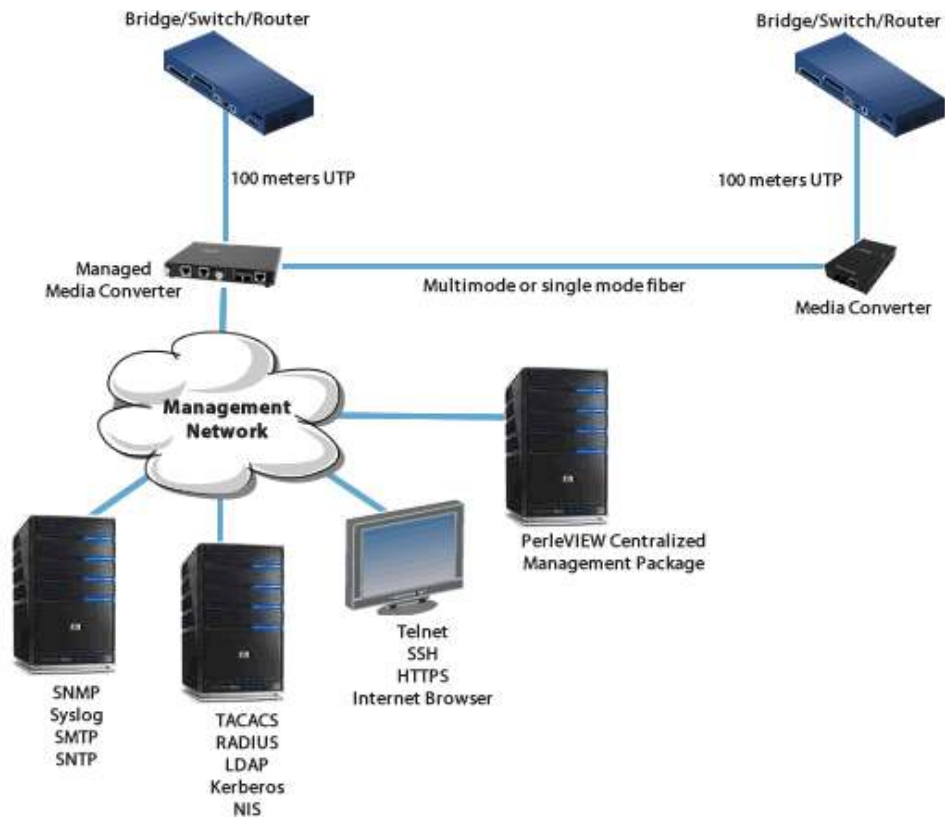 Bridge/Switch/Router
Bridge/Switch/Router
100 meters UTP
100 meters UTP
Managed
Media Converter
Multimode or single mode fiber
Media Converter
Management
Network
PerleVIEW Centralized
Management Package
Telnet
SSH
HTTPS
Internet Browser
SNMP
Syslog
SMTP
SNTP
TACACS
RADIUS
LDAP
Kerberos
NIS